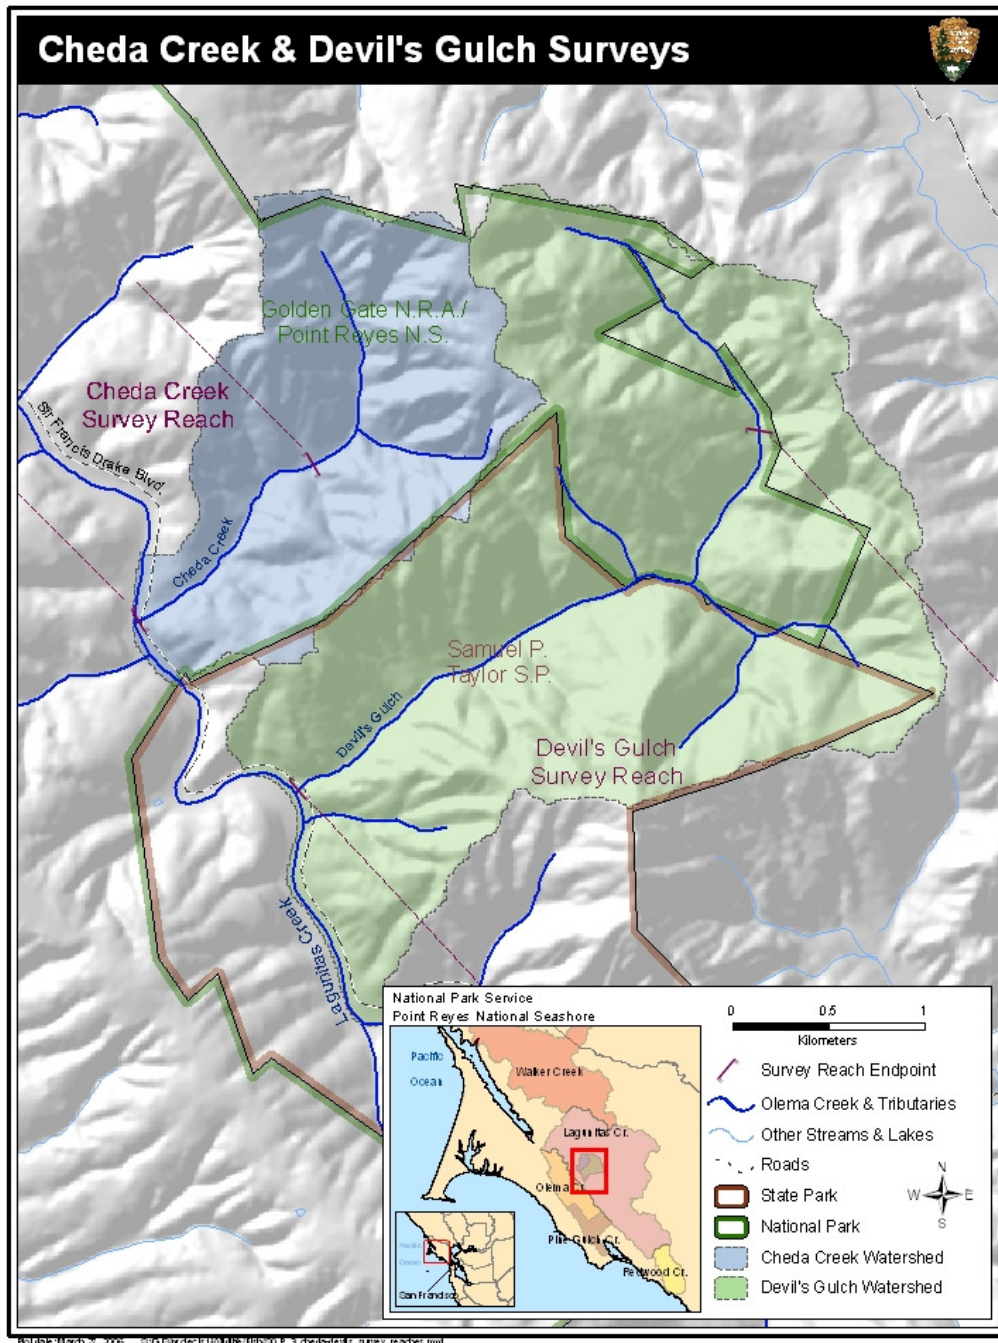 Cheda Creek & Devil's Gulch Surveys
Golden Gate N.R.A./
Point Reyes N.S.
Cheda Creek
Survey Reach
Sir Francis Drake Blvd.
Cheda Creek
Samuel P.
Taylor S.P.
Devil's Gulch
Devil's Gulch
Survey Reach
Lagunitas Creek
National Park Service
Point Reyes National Seashore
Pacific
Ocean
Walker Creek
Lagunitas Cr.
Olema Cr.
Pine Gulch Cr.
Redwood Cr.
Pacific
Ocean
San Francisco
0 0.5 1
Kilometers
Survey Reach Endpoint
Olema Creek & Tributaries
Other Streams & Lakes
Roads
State Park
National Park
Cheda Creek Watershed
Devil's Gulch Watershed
N
W E
S